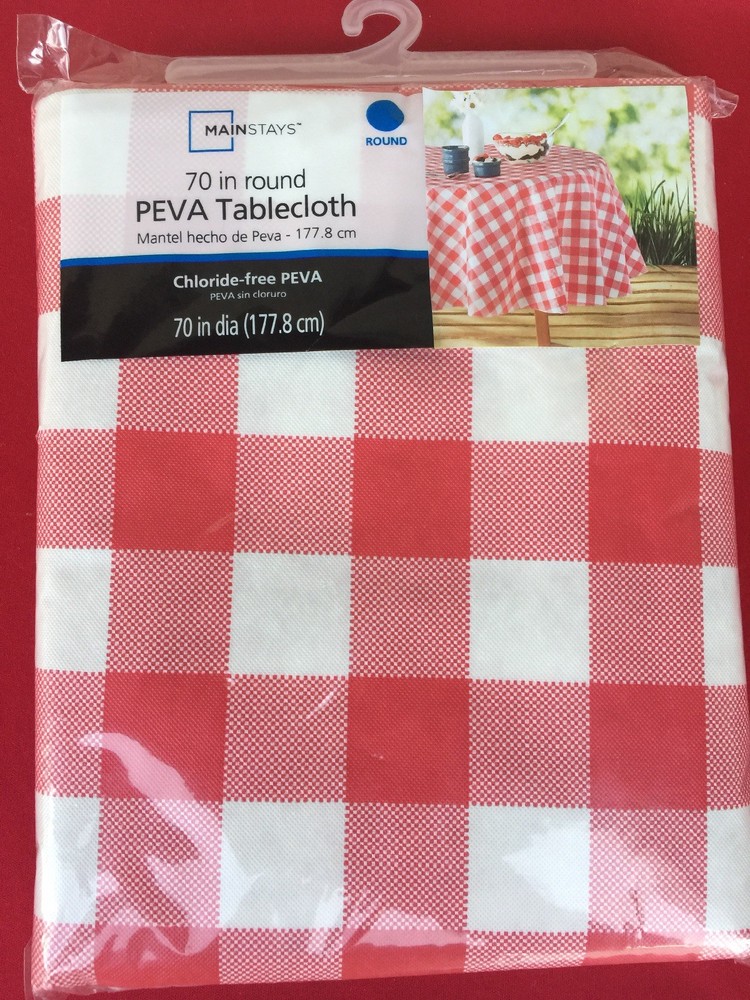 MAINSTAYS™
ROUND
70 in round
PEVA Tablecloth
Mantel hecho de Peva - 177.8 cm
Chloride-free PEVA
PEVA sin cloruro
70 in dia (177.8 cm)